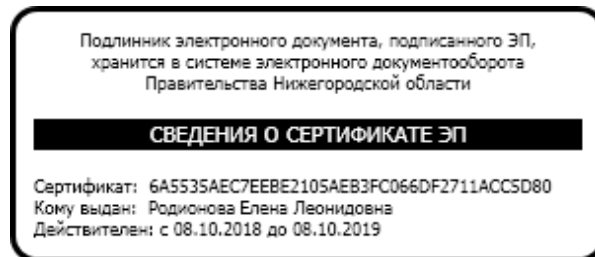 Подлинник электронного документа, подписанного ЭП,
хранится в системе электронного документооборота
Правительства Нижегородской области
СВЕДЕНИЯ О СЕРТИФИКАТЕ ЭП
Сертификат: 6A5535AEC7EEBE2105AEB3FC066DF2711ACC5D80
Кому выдан: Родионова Елена Леонидовна
Действителен: с 08.10.2018 до 08.10.2019